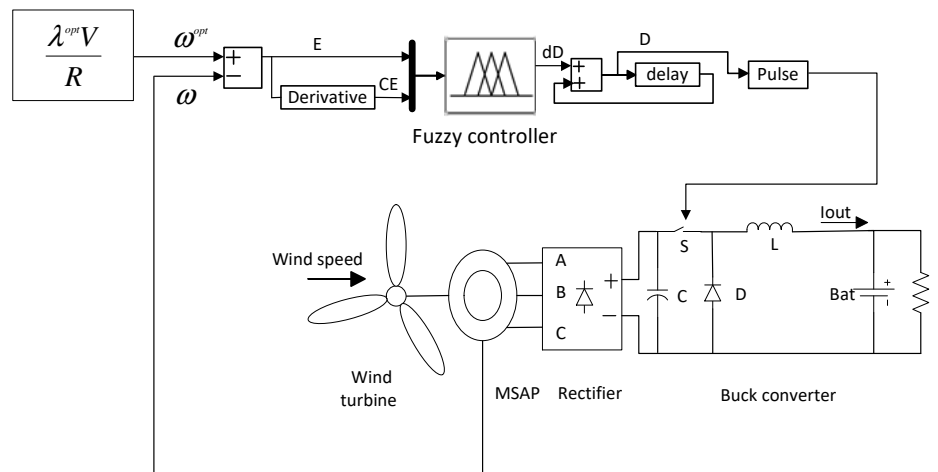 λ^opt V
R
ω^opt
ω
+
−
E
Derivative
CE
Fuzzy controller
dD
+
+
D
delay
Pulse
Wind speed
Wind
turbine
MSAP
A
B
C
+
−
Rectifier
C
S
D
L
Iout
Bat
+
-
Buck converter